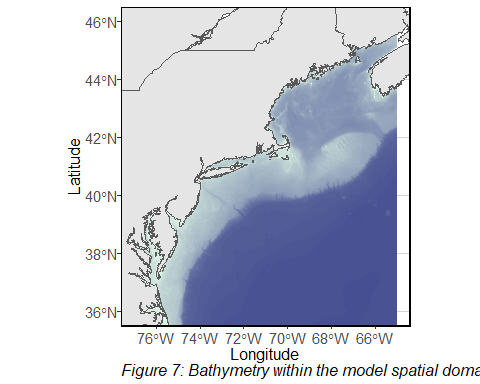 46°N
44°N
42°N
40°N
38°N
36°N
Latitude
76°W 74°W 72°W 70°W 68°W 66°W
Longitude
Figure 7: Bathymetry within the model spatial doma